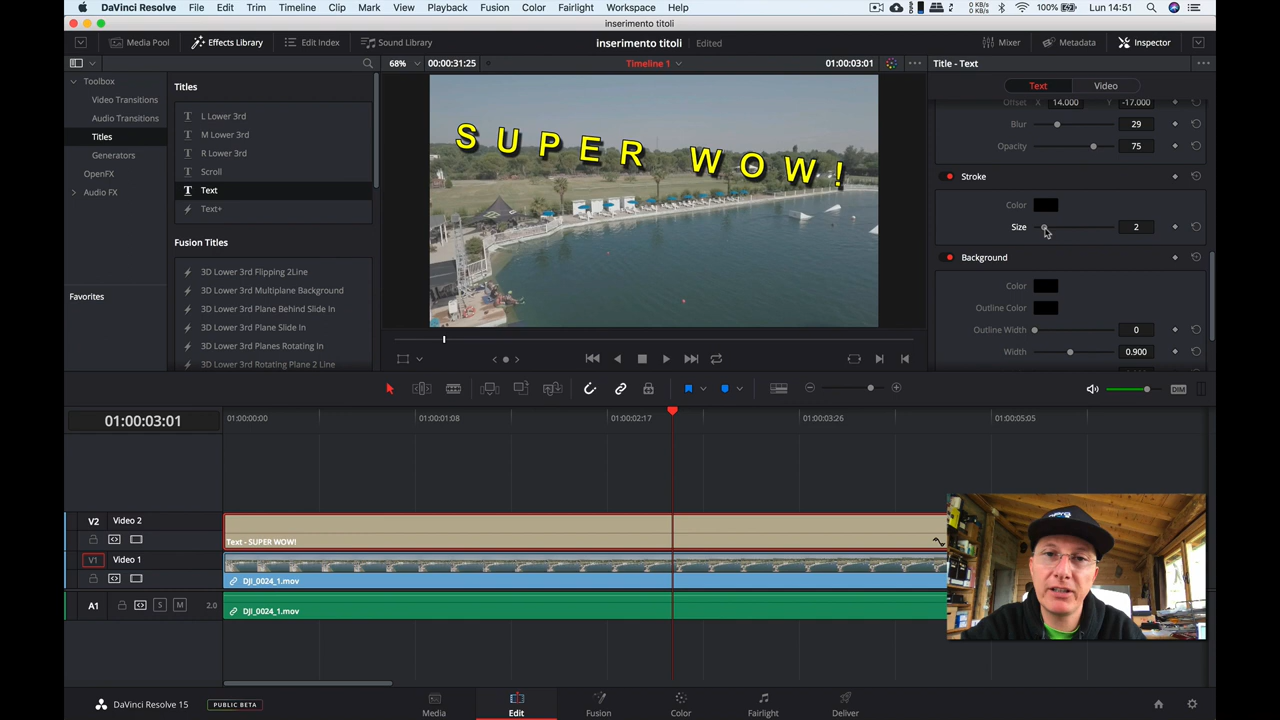 DaVinci Resolve File Edit Trim Timeline Clip Mark View Playback Fusion Color Fairlight Workspace Help 0 KB/s 0 KB/s 100% Lun 14:51
inserimento titoli
Media Pool Effects Library Edit Index Sound Library inserimento titoli Edited Mixer Metadata Inspector
68% 00:00:31:25 Timeline 1 01:00:03:01 Title - Text
Toolbox
Video Transitions
Audio Transitions
Titles
Generators
OpenFX
Audio FX
Favorites
Titles
L Lower 3rd
M Lower 3rd
R Lower 3rd
Scroll
Text
Text+
Fusion Titles
3D Lower 3rd Flipping 2Line
3D Lower 3rd Multiplane Background
3D Lower 3rd Plane Behind Slide In
3D Lower 3rd Plane Slide In
3D Lower 3rd Planes Rotating In
3D Lower 3rd Rotating Plane 2 Line
SUPER WOW!
Text Video
Offset X 14.000 Y -17.000
Blur 29
Opacity 75
Stroke
Color
Size 2
Background
Color
Outline Color
Outline Width 0
Width 0.900
DIM
01:00:03:01 01:00:00:00 01:00:01:08 01:00:02:17 01:00:03:26 01:00:05:05
V2 Video 2
Text - SUPER WOW!
V1 Video 1
DJI_0024_1.mov
A1 S M 2.0
DJI_0024_1.mov
DaVinci Resolve 15 PUBLIC BETA
Media Edit Fusion Color Fairlight Deliver